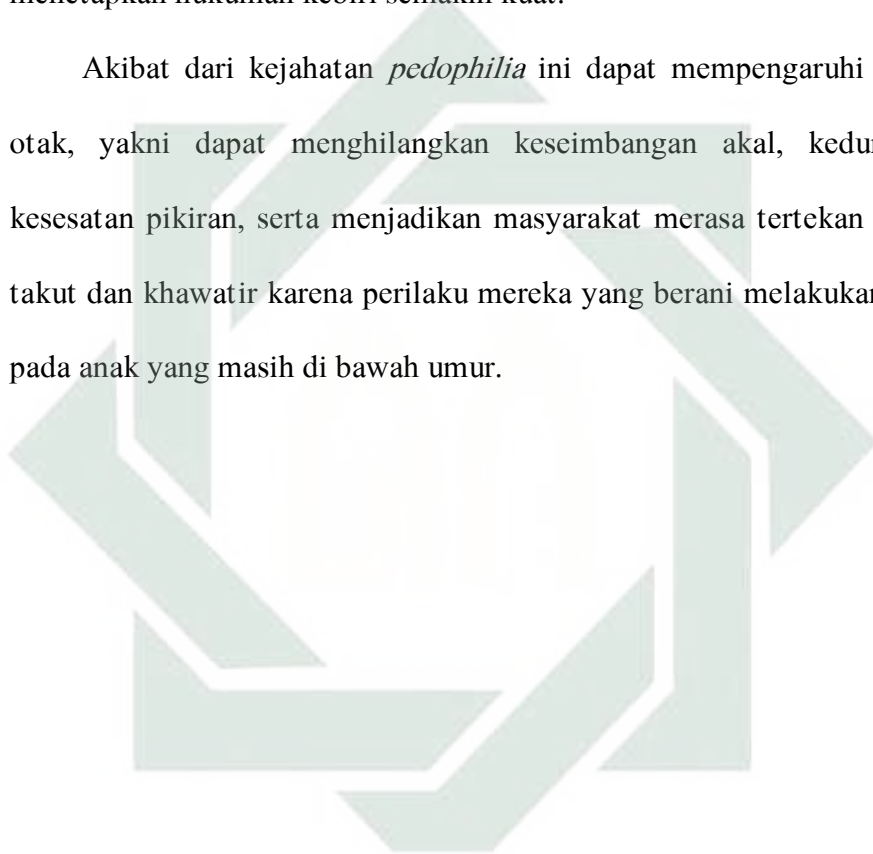 Akibat dari kejahatan pedophilia ini dapat mempengaruhi
otak, yakni dapat menghilangkan keseimbangan akal,
kesesatan pikiran, serta menjadikan masyarakat merasa tertekan
takut dan khawatir karena perilaku mereka yang berani melakukan
pada anak yang masih di bawah umur.